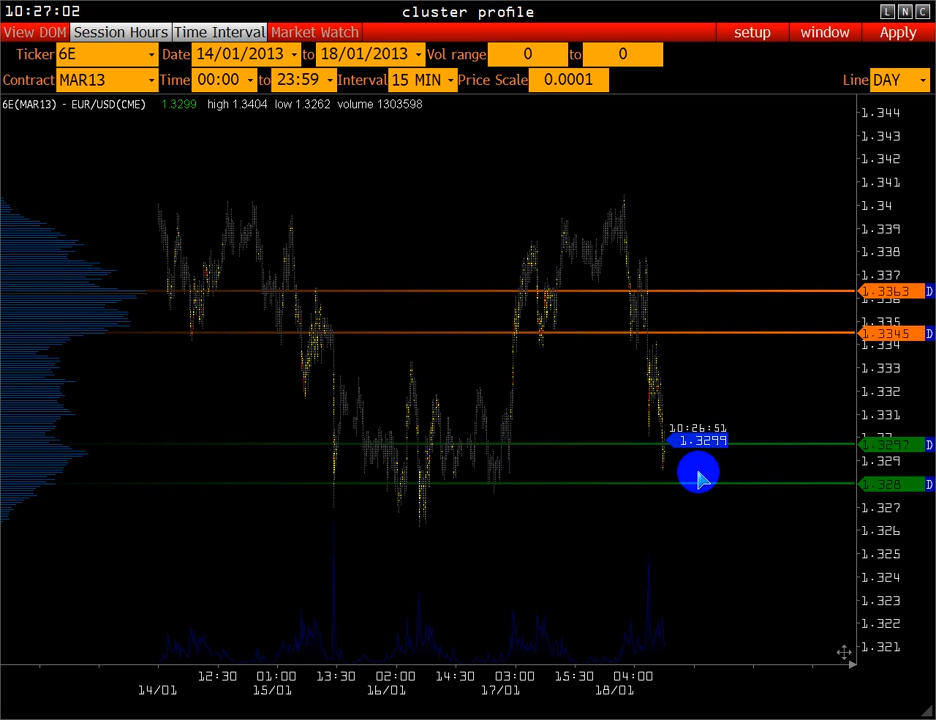 10:27:02 cluster profile L N C
View DOM Session Hours Time Interval Market Watch setup window Apply
Ticker 6E Date 14/01/2013 to 18/01/2013 Vol range 0 to 0
Contract MAR13 Time 00:00 to 23:59 Interval 15 MIN Price Scale 0.0001 Line DAY
6E(MAR13) - EUR/USD(CME) 1.3299 high 1.3404 low 1.3262 volume 1303598
1.344
1.343
1.342
1.341
1.34
1.339
1.338
1.337
1.3363 D
1.336
1.335
1.3345 D
1.334
1.333
1.332
1.331
10:26:51
1.3299
1.3297 D
1.329
1.328 D
1.327
1.326
1.325
1.324
1.323
1.322
1.321
12:30 01:00 13:30 02:00 14:30 03:00 15:30 04:00
14/01 15/01 16/01 17/01 18/01